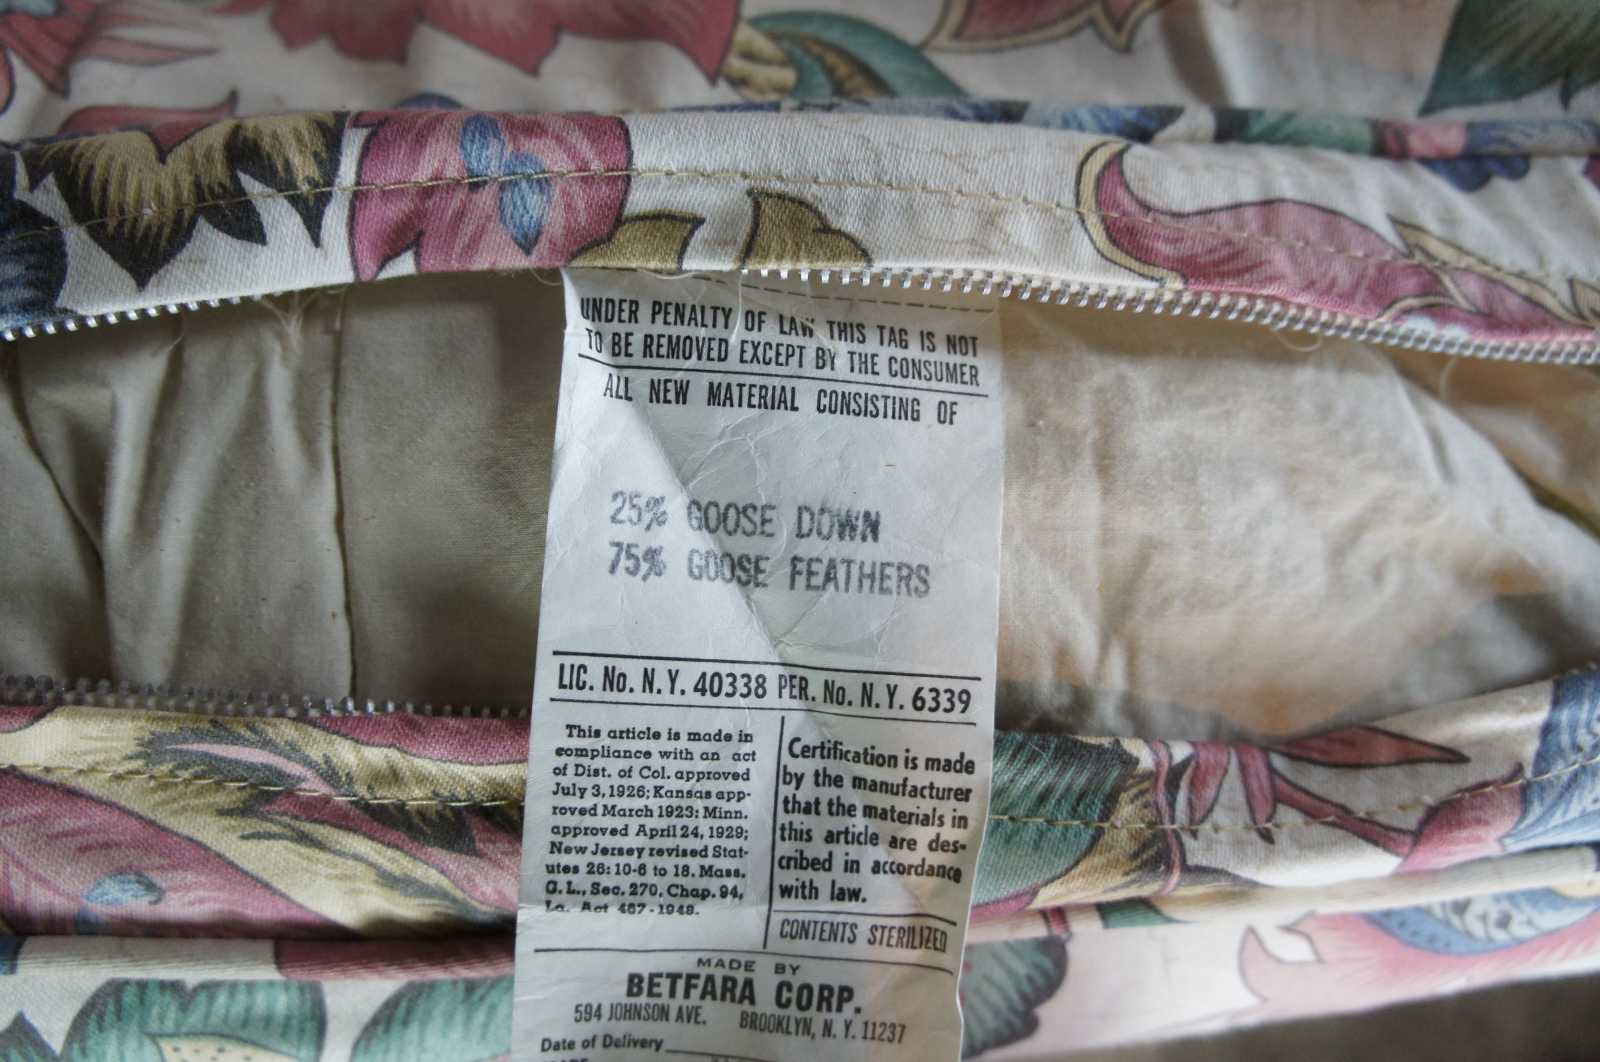 UNDER PENALTY OF LAW THIS TAG IS NOT
TO BE REMOVED EXCEPT BY THE CONSUMER
ALL NEW MATERIAL CONSISTING OF
25% GOOSE DOWN
75% GOOSE FEATHERS
LIC. No. N. Y. 40338 PER. No. N. Y. 6339
This article is made in
compliance with an act
of Dist. of Col. approved
July 3, 1926; Kansas app-
roved March 1923: Minn.
approved April 24, 1929;
New Jersey revised Stat-
utes 26:10-6 to 18. Mass.
G. L., Sec. 270, Chap. 94,
La. Act 467-1948.
Certification is made
by the manufacturer
that the materials in
this article are des-
cribed in accordance
with law.
CONTENTS STERILIZED
MADE BY
BETFARA CORP.
594 JOHNSON AVE. BROOKLYN, N. Y. 11237
Date of Delivery